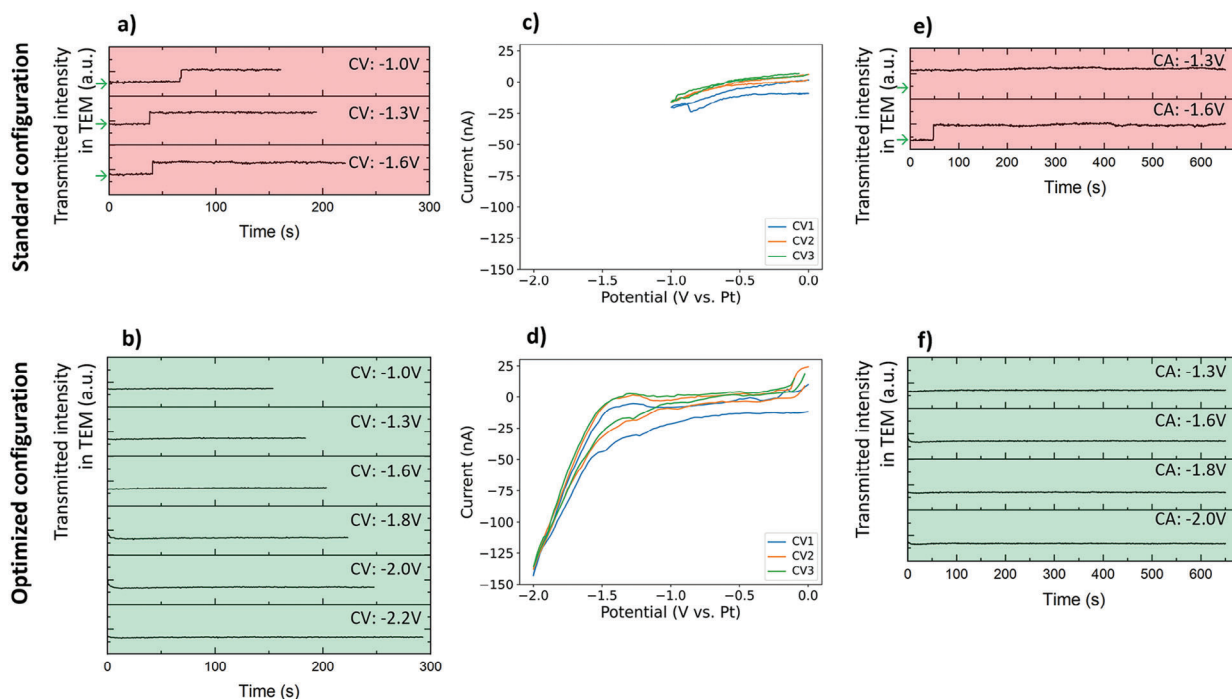 Standard configuration
a)
Transmitted intensity
in TEM (a.u.)
CV: -1.0V
CV: -1.3V
CV: -1.6V
0
100
200
300
Time (s)
c)
Current (nA)
25
0
−25
−50
−75
−100
−125
−150
CV1
CV2
CV3
−2.0
−1.5
−1.0
−0.5
0.0
Potential (V vs. Pt)
e)
Transmitted intensity
in TEM (a.u.)
CA: -1.3V
CA: -1.6V
0
100
200
300
400
500
600
Time (s)
Optimized configuration
b)
Transmitted intensity
in TEM (a.u.)
CV: -1.0V
CV: -1.3V
CV: -1.6V
CV: -1.8V
CV: -2.0V
CV: -2.2V
0
100
200
300
Time (s)
d)
Current (nA)
25
0
−25
−50
−75
−100
−125
−150
CV1
CV2
CV3
−2.0
−1.5
−1.0
−0.5
0.0
Potential (V vs. Pt)
f)
Transmitted intensity
in TEM (a.u.)
CA: -1.3V
CA: -1.6V
CA: -1.8V
CA: -2.0V
0
100
200
300
400
500
600
Time (s)